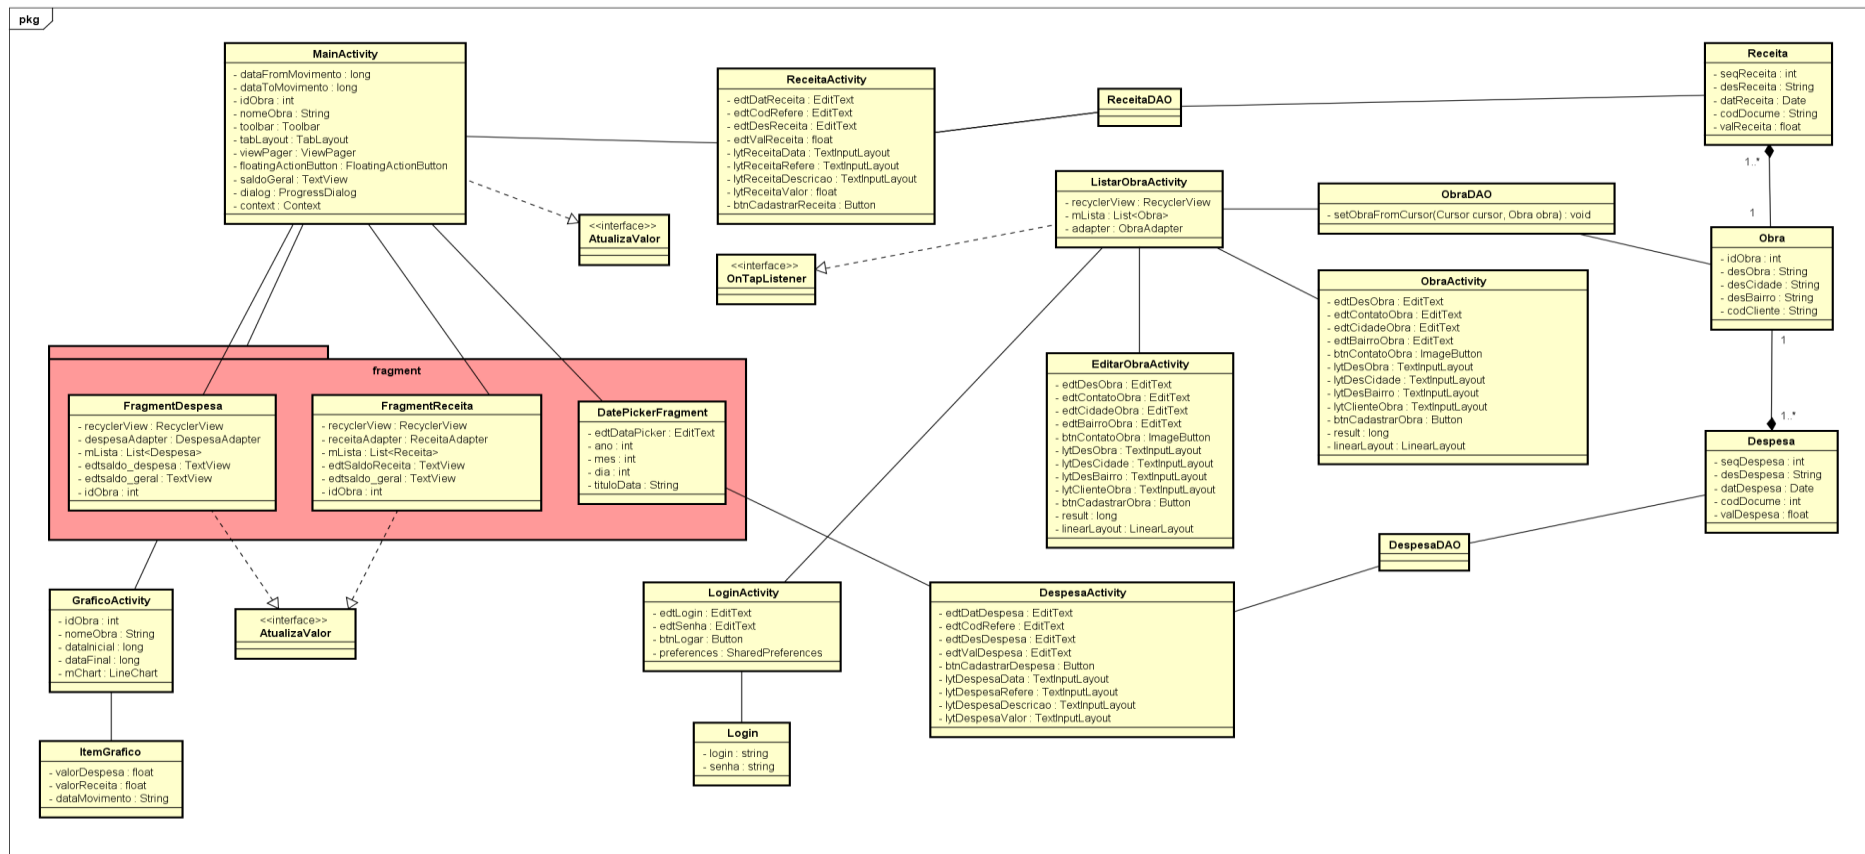 pkg
MainActivity
- dataFromMovimento : long
- dataToMovimento : long
- idObra : int
- nomeObra : String
- toolbar : Toolbar
- tabLayout : TabLayout
- viewPager : ViewPager
- floatingActionButton : FloatingActionButton
- saldoGeral : TextView
- dialog : ProgressDialog
- context : Context
ReceitaActivity
- edtDatReceita : EditText
- edtCodRefere : EditText
- edtDesReceita : EditText
- edtValReceita : float
- lytReceitaData : TextInputLayout
- lytReceitaRefere : TextInputLayout
- lytReceitaDescricao : TextInputLayout
- lytReceitaValor : float
- btnCadastrarReceita : Button
ReceitaDAO
Receita
- seqReceita : int
- desReceita : String
- datReceita : Date
- codDocume : String
- valReceita : float
1..*
1
<<interface>>
AtualizaValor
<<interface>>
OnTapListener
ListarObraActivity
- recyclerView : RecyclerView
- mLista : List<Obra>
- adapter : ObraAdapter
ObraDAO
- setObraFromCursor(Cursor cursor, Obra obra) : void
Obra
- idObra : int
- desObra : String
- desCidade : String
- desBairro : String
- codCliente : String
1
1..*
ObraActivity
- edtDesObra : EditText
- edtContatoObra : EditText
- edtCidadeObra : EditText
- edtBairroObra : EditText
- btnContatoObra : ImageButton
- lytDesObra : TextInputLayout
- lytDesCidade : TextInputLayout
- lytDesBairro : TextInputLayout
- lytClienteObra : TextInputLayout
- btnCadastrarObra : Button
- result : long
- linearLayout : LinearLayout
EditarObraActivity
- edtDesObra : EditText
- edtContatoObra : EditText
- edtCidadeObra : EditText
- edtBairroObra : EditText
- btnContatoObra : ImageButton
- lytDesObra : TextInputLayout
- lytDesCidade : TextInputLayout
- lytDesBairro : TextInputLayout
- lytClienteObra : TextInputLayout
- btnCadastrarObra : Button
- result : long
- linearLayout : LinearLayout
fragment
FragmentDespesa
- recyclerView : RecyclerView
- despesaAdapter : DespesaAdapter
- mLista : List<Despesa>
- edtsaldo_despesa : TextView
- edtsaldo_geral : TextView
- idObra : int
FragmentReceita
- recyclerView : RecyclerView
- receitaAdapter : ReceitaAdapter
- mLista : List<Receita>
- edtSaldoReceita : TextView
- edtsaldo_geral : TextView
- idObra : int
DatePickerFragment
- edtDataPicker : EditText
- ano : int
- mes : int
- dia : int
- tituloData : String
Despesa
- seqDespesa : int
- desDespesa : String
- datDespesa : Date
- codDocume : int
- valDespesa : float
DespesaDAO
GraficoActivity
- idObra : int
- nomeObra : String
- dataInicial : long
- dataFinal : long
- mChart : LineChart
<<interface>>
AtualizaValor
LoginActivity
- edtLogin : EditText
- edtSenha : EditText
- btnLogar : Button
- preferences : SharedPreferences
DespesaActivity
- edtDatDespesa : EditText
- edtCodRefere : EditText
- edtDesDespesa : EditText
- edtValDespesa : EditText
- btnCadastrarDespesa : Button
- lytDespesaData : TextInputLayout
- lytDespesaRefere : TextInputLayout
- lytDespesaDescricao : TextInputLayout
- lytDespesaValor : TextInputLayout
Login
- login : string
- senha : string
ItemGrafico
- valorDespesa : float
- valorReceita : float
- dataMovimento : String